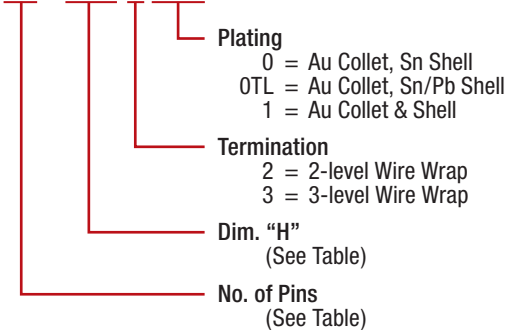 Plating
0 = Au Collet, Sn Shell
0TL = Au Collet, Sn/Pb Shell
1 = Au Collet & Shell
Termination
2 = 2-level Wire Wrap
3 = 3-level Wire Wrap
Dim. “H”
(See Table)
No. of Pins
(See Table)